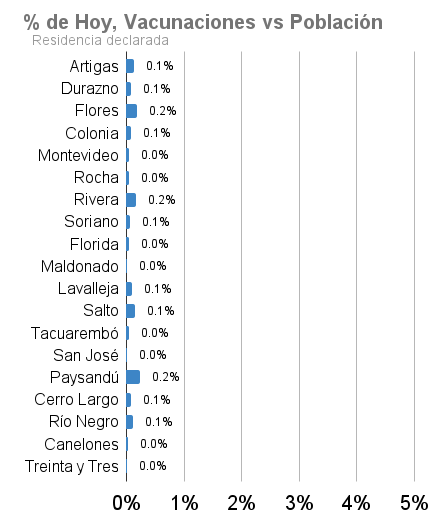 % de Hoy, Vacunaciones vs Población
Residencia declarada
Artigas 0.1%
Durazno 0.1%
Flores 0.2%
Colonia 0.1%
Montevideo 0.0%
Rocha 0.0%
Rivera 0.2%
Soriano 0.1%
Florida 0.0%
Maldonado 0.0%
Lavalleja 0.1%
Salto 0.1%
Tacuarembó 0.0%
San José 0.0%
Paysandú 0.2%
Cerro Largo 0.1%
Río Negro 0.1%
Canelones 0.0%
Treinta y Tres 0.0%
0% 1% 2% 3% 4% 5%